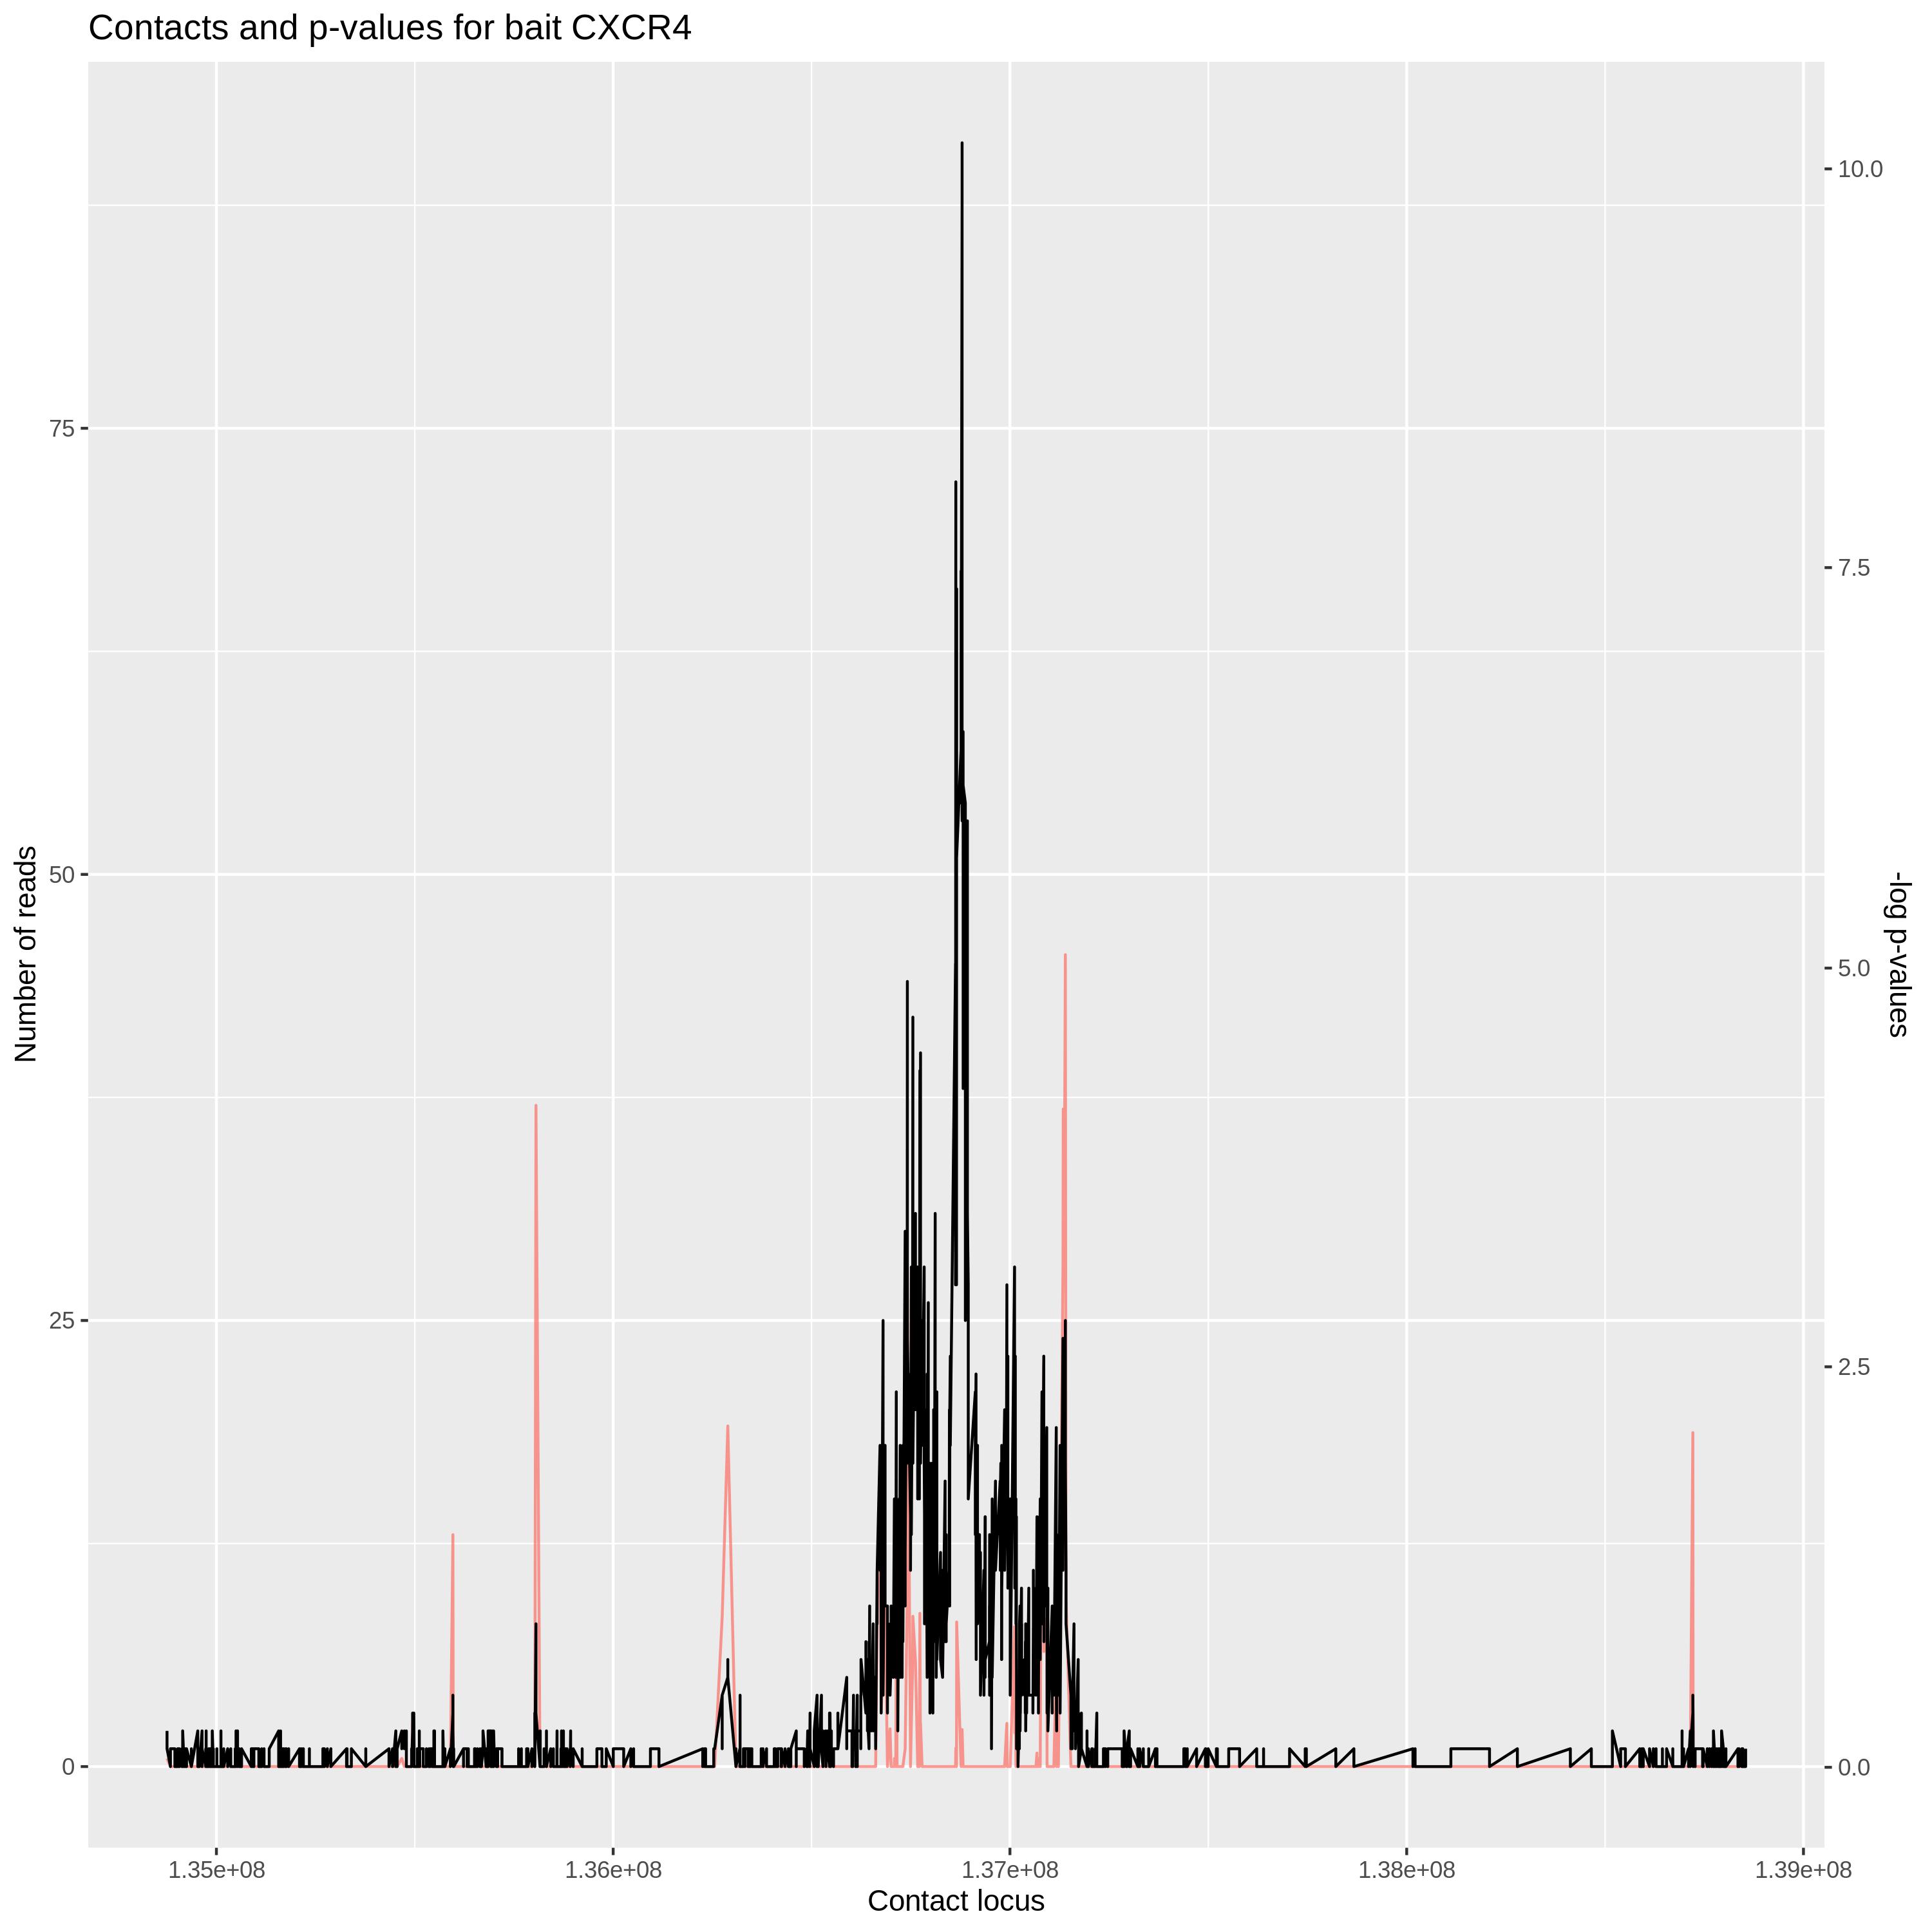 Contacts and p-values for bait CXCR4
Number of reads
75
50
25
0
10.0
7.5
5.0
2.5
0.0
-log p-values
1.35e+08
1.36e+08
1.37e+08
1.38e+08
1.39e+08
Contact locus